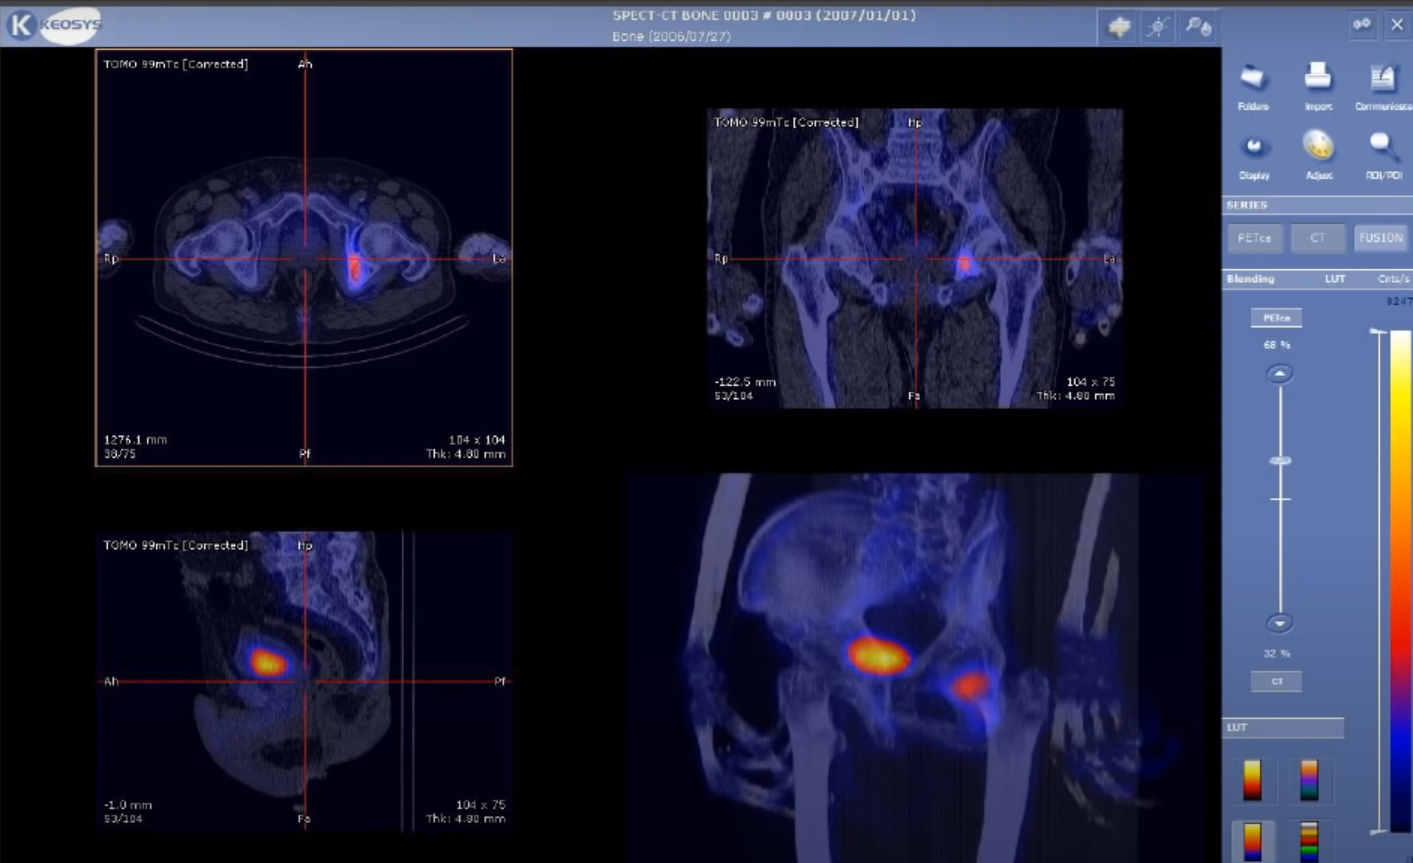 K KEOSYS
SPECT-CT BONE 0003 # 0003 (2007/01/01)
Bone (2006/07/27)
TOMO 99mTc [Corrected]
Ah
Rp
La
1276.1 mm
38/75
Pf
104 x 104
Thk: 4.80 mm
TOMO 99mTc [Corrected]
Hp
Rp
La
-122.5 mm
53/104
Fa
104 x 75
Thk: 4.80 mm
TOMO 99mTc [Corrected]
Hp
Ah
Pf
-1.0 mm
53/104
Fa
104 x 75
Thk: 4.80 mm
Folders
Import
Communicate
Display
Adjust
ROI/POI
SERIES
PETca
CT
FUSION
Blending
LUT
Cnts/s
8247
PETca
68 %
32 %
CT
LUT